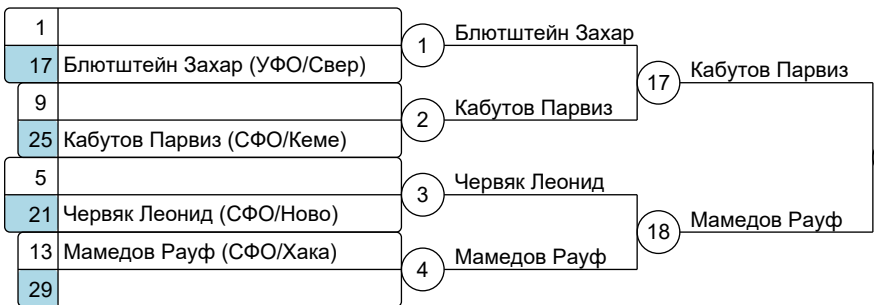 1
17 Блютштейн Захар (УФО/Свер)
1
Блютштейн Захар
9
25 Кабутов Парвиз (СФО/Кеме)
2
Кабутов Парвиз
17
Кабутов Парвиз
5
21 Червяк Леонид (СФО/Ново)
3
Червяк Леонид
13 Мамедов Рауф (СФО/Хака)
29
4
Мамедов Рауф
18
Мамедов Рауф